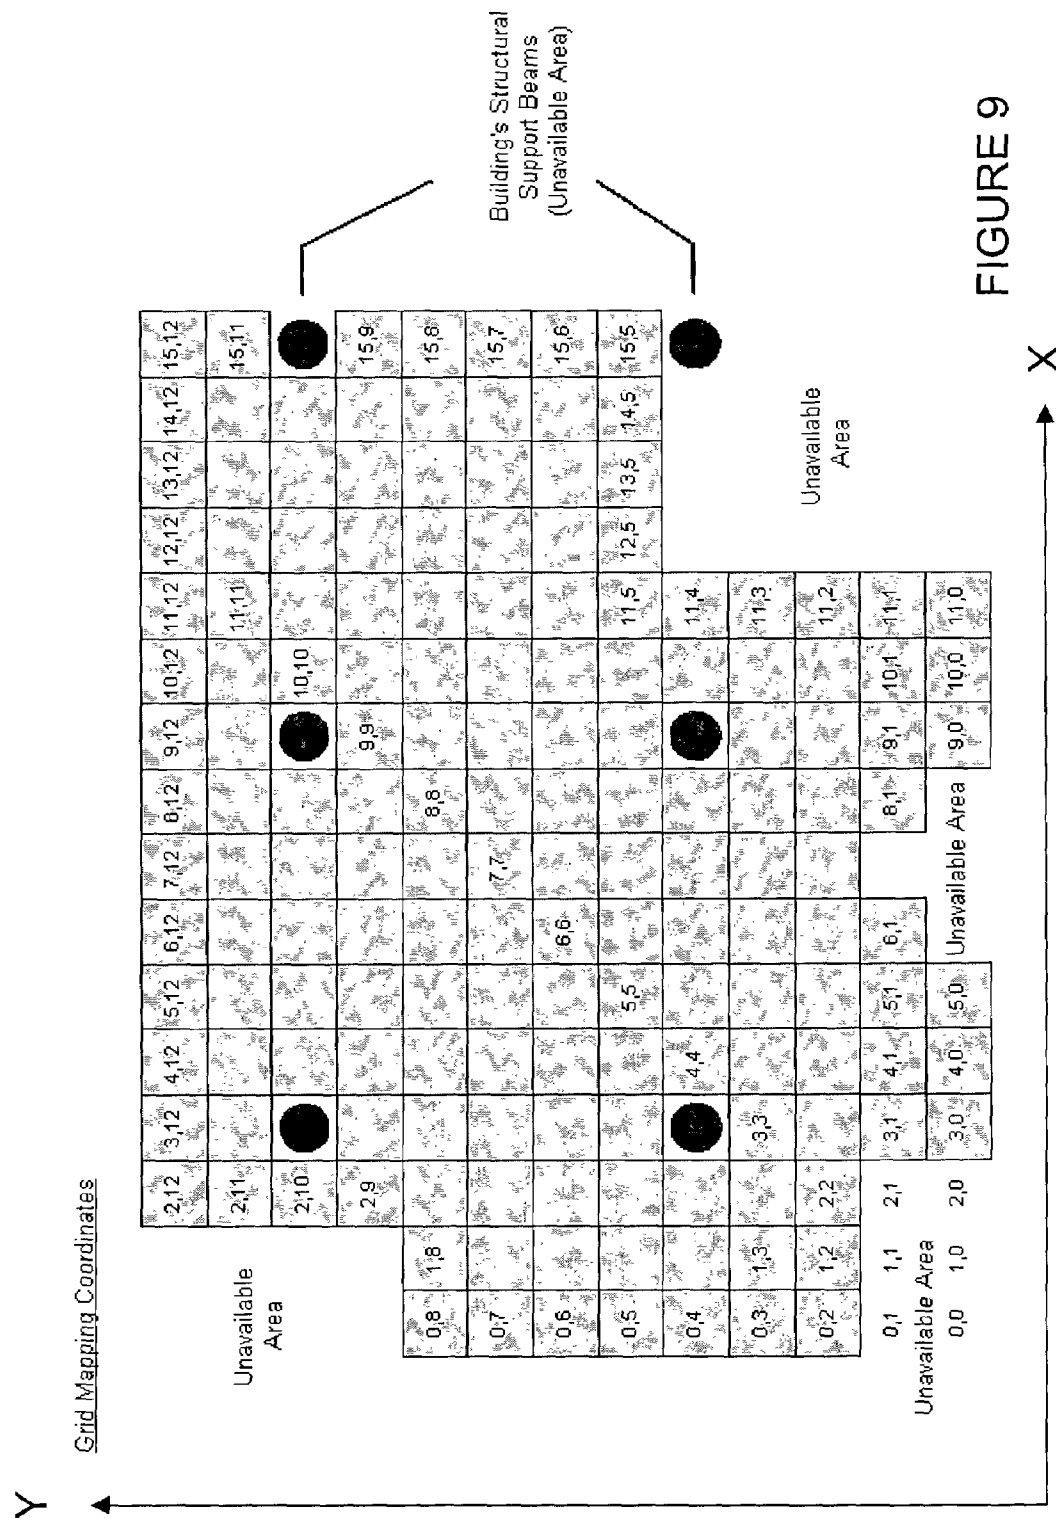 Y
Grid Mapping Coordinates
2,12 3,12 4,12 5,12 6,12 7,12 8,12 9,12 10,12 11,12 12,12 13,12 14,12 15,12
Unavailable
Area
2,11 11,11 15,11
2,10 10,10
2,9 9,9 15,9
0,8 1,8 8,8 15,8
0,7 7,7 15,7
0,6 6,6 15,6
Building's Structural
Support Beams
(Unavailable Area)
0,5 5,5 11,5 12,5 13,5 14,5 15,5
0,4 4,4 11,4
0,3 1,3 3,3 11,3
0,2 1,2 2,2 11,2
Unavailable
Area
0,1 1,1 2,1 3,1 4,1 5,1 6,1 8,1 9,1 10,1 11,1
Unavailable Area
0,0 1,0 2,0 3,0 4,0 5,0 Unavailable Area 9,0 10,0 11,0
FIGURE 9
X